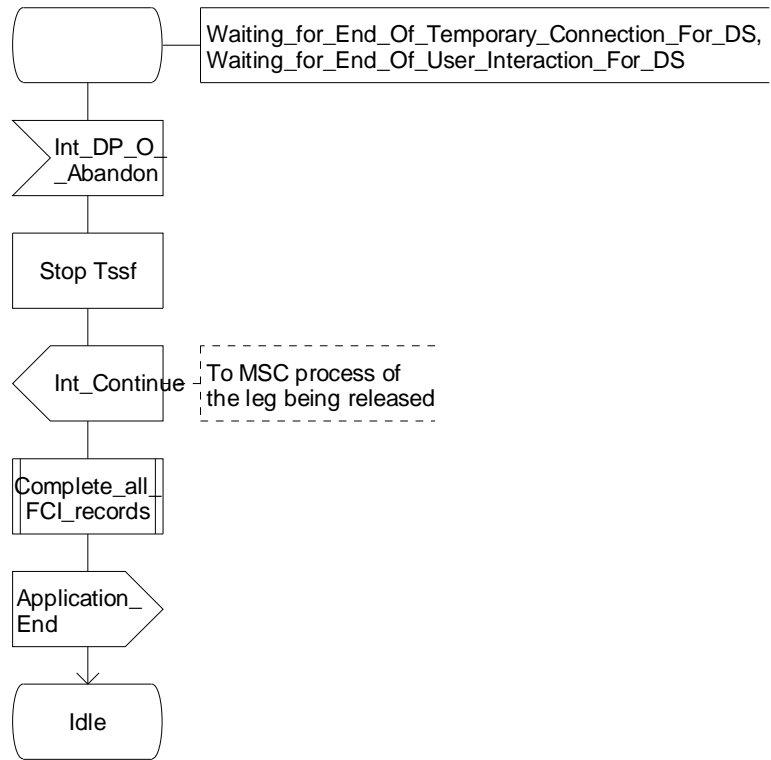 Waiting_for_End_Of_Temporary_Connection_For_DS,
Waiting_for_End_Of_User_Interaction_For_DS
Int_DP_O_
_Abandon
Stop Tssf
Int_Continue
To MSC process of
the leg being released
Complete_all_
FCI_records
Application_
End
Idle